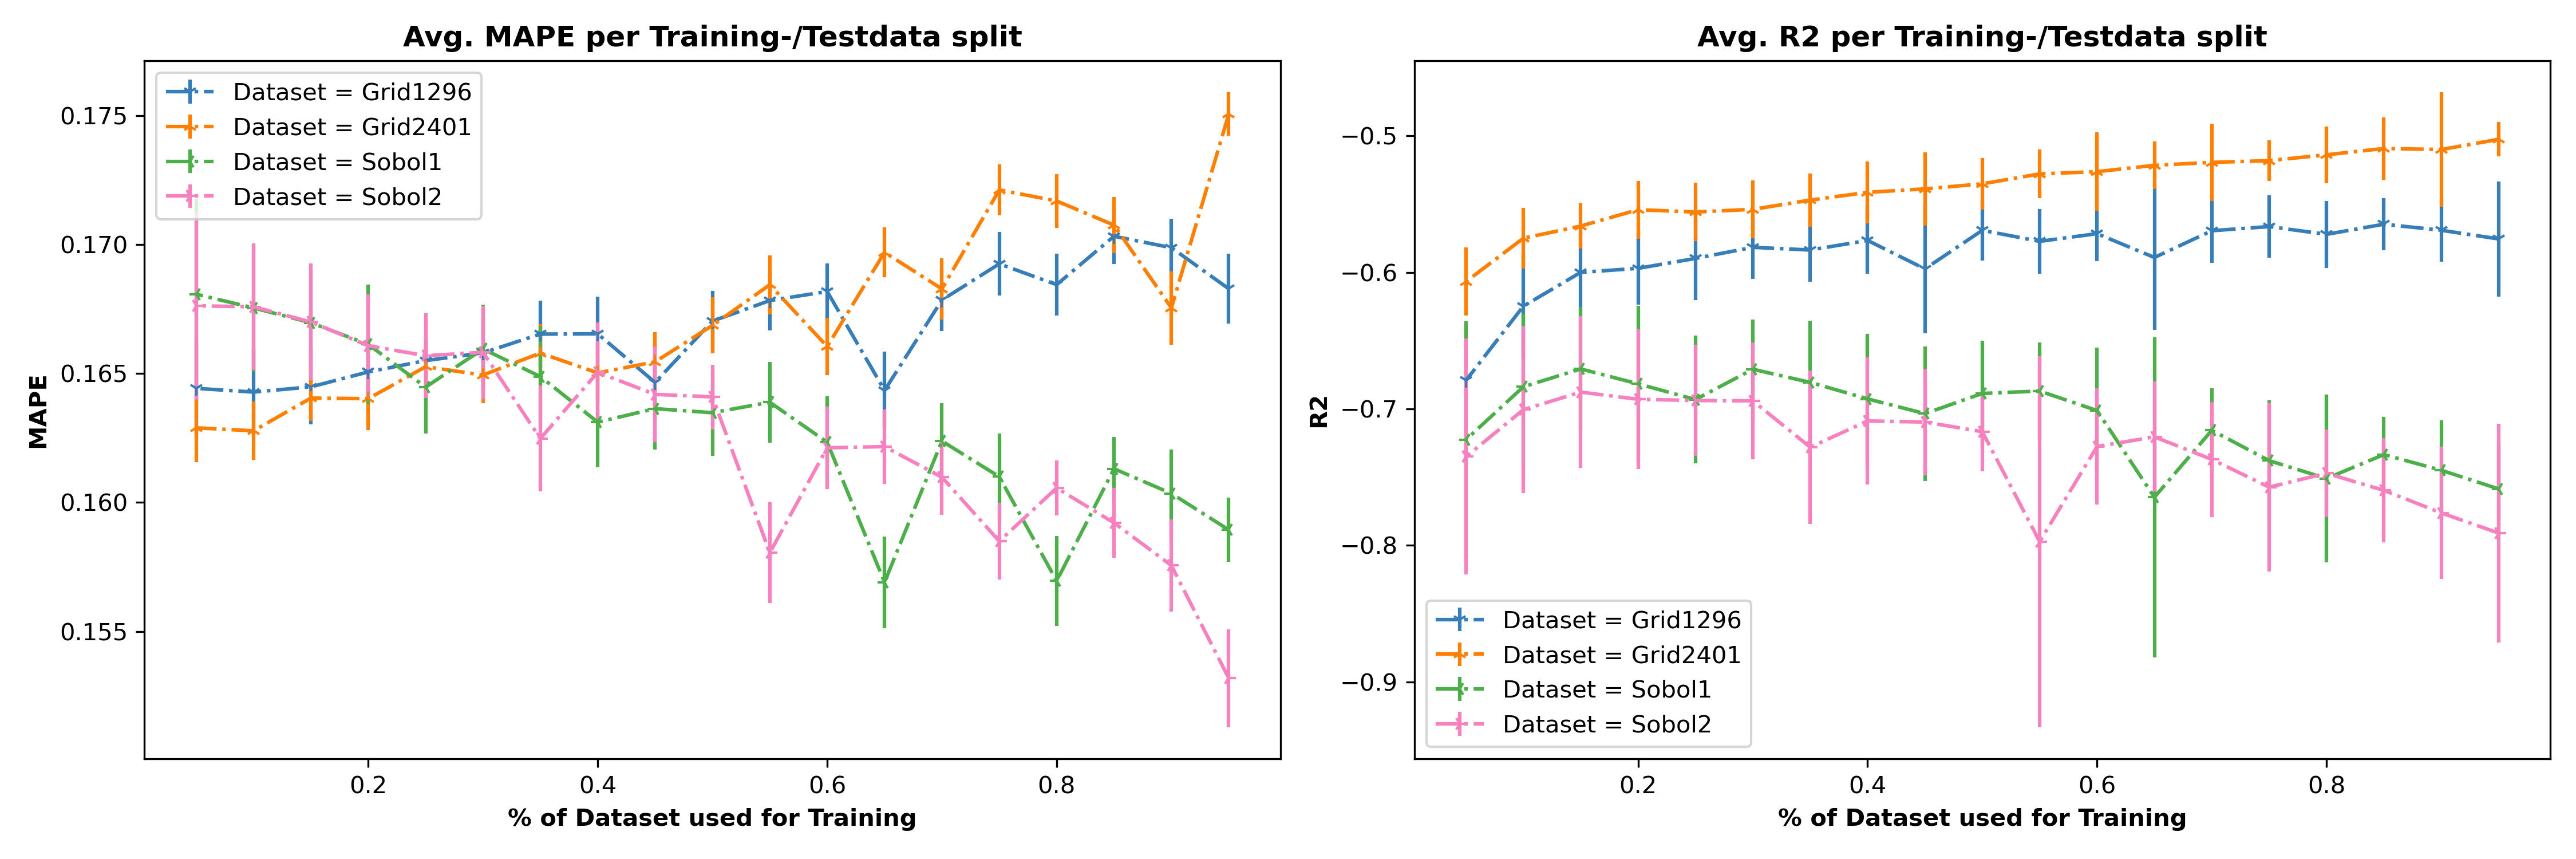 Avg. MAPE per Training-/Testdata split
Dataset = Grid1296
Dataset = Grid2401
Dataset = Sobol1
Dataset = Sobol2
MAPE
0.175
0.170
0.165
0.160
0.155
0.2
0.4
0.6
0.8
% of Dataset used for Training
Avg. R2 per Training-/Testdata split
R2
−0.5
−0.6
−0.7
−0.8
−0.9
Dataset = Grid1296
Dataset = Grid2401
Dataset = Sobol1
Dataset = Sobol2
0.2
0.4
0.6
0.8
% of Dataset used for Training